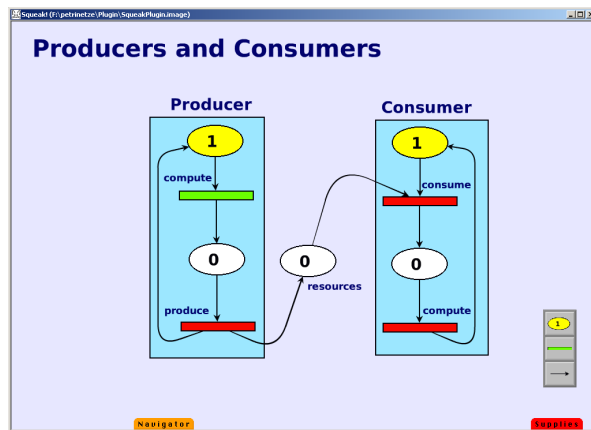 Squeak! (F:\petrinetze\Plugin\SqueakPlugin.image)
Producers and Consumers
Producer
Consumer
1
1
compute
consume
0
0
0
resources
produce
compute
1
Navigator
Supplies